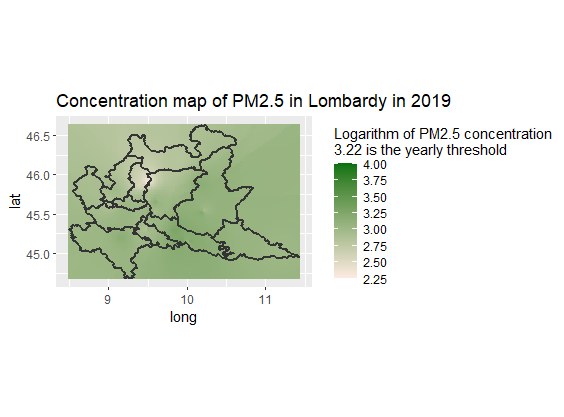 Concentration map of PM2.5 in Lombardy in 2019
Logarithm of PM2.5 concentration
3.22 is the yearly threshold
4.00
3.75
3.50
3.25
3.00
2.75
2.50
2.25
46.5
46.0
45.5
45.0
lat
9 10 11
long